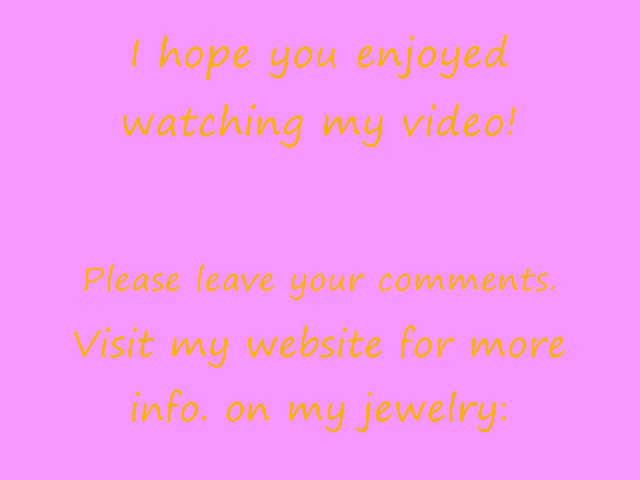 I hope you enjoyed
watching my video!
Please leave your comments.
Visit my website for more
info. on my jewelry: